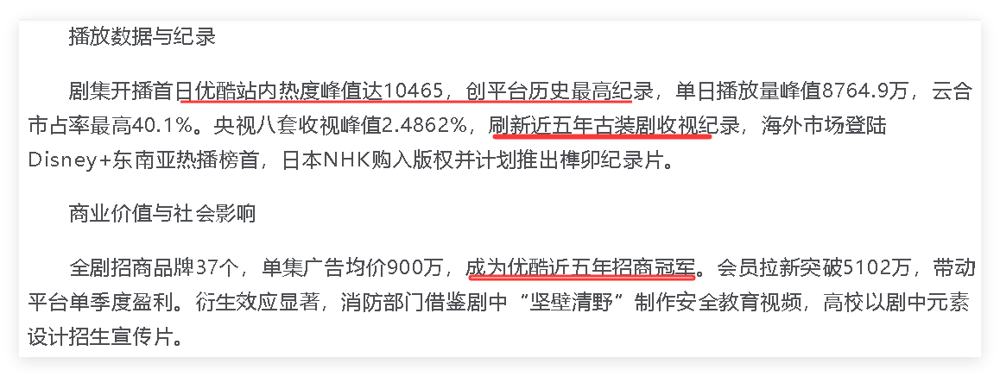 播放数据与纪录
剧集开播首日优酷站内热度峰值达10465，创平台历史最高纪录，单日播放量峰值8764.9万，云合
市占率最高40.1%。央视八套收视峰值2.4862%，刷新近五年古装剧收视纪录，海外市场登陆
Disney+东南亚热播榜首，日本NHK购入版权并计划推出榫卯纪录片。
商业价值与社会影响
全剧招商品牌37个，单集广告均价900万，成为优酷近五年招商冠军。会员拉新突破5102万，带动
平台单季度盈利。衍生效应显著，消防部门借鉴剧中“坚壁清野”制作安全教育视频，高校以剧中元素
设计招生宣传片。